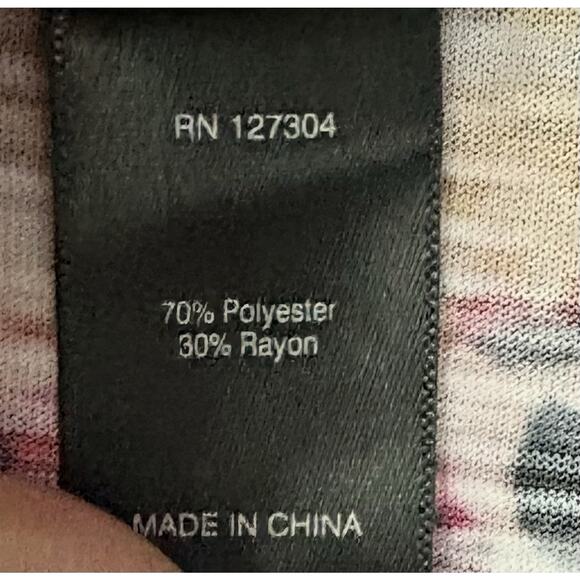 RN 127304
70% Polyester
30% Rayon
MADE IN CHINA